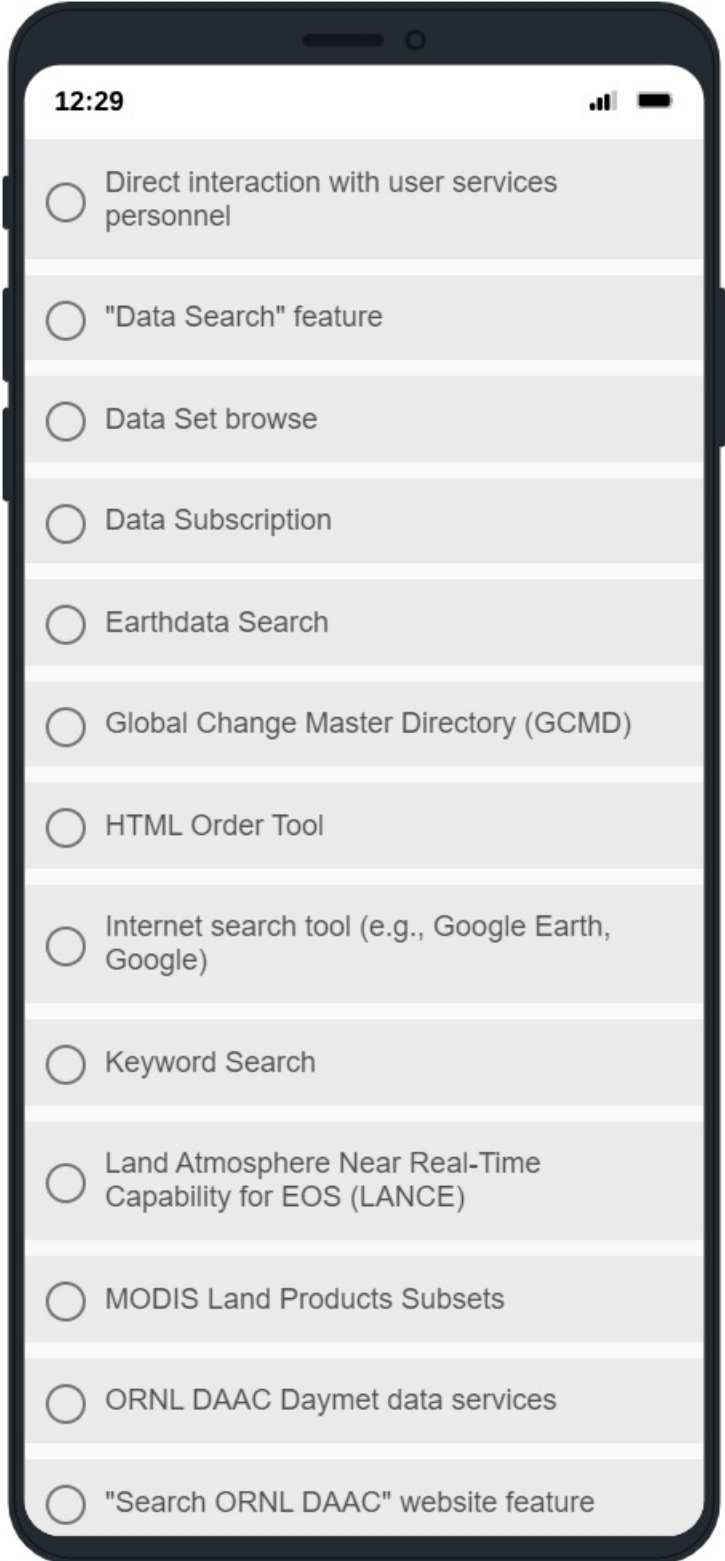 12:29
Direct interaction with user services
personnel
"Data Search" feature
Data Set browse
Data Subscription
Earthdata Search
Global Change Master Directory (GCMD)
HTML Order Tool
Internet search tool (e.g., Google Earth,
Google)
Keyword Search
Land Atmosphere Near Real-Time
Capability for EOS (LANCE)
MODIS Land Products Subsets
ORNL DAAC Daymet data services
"Search ORNL DAAC" website feature